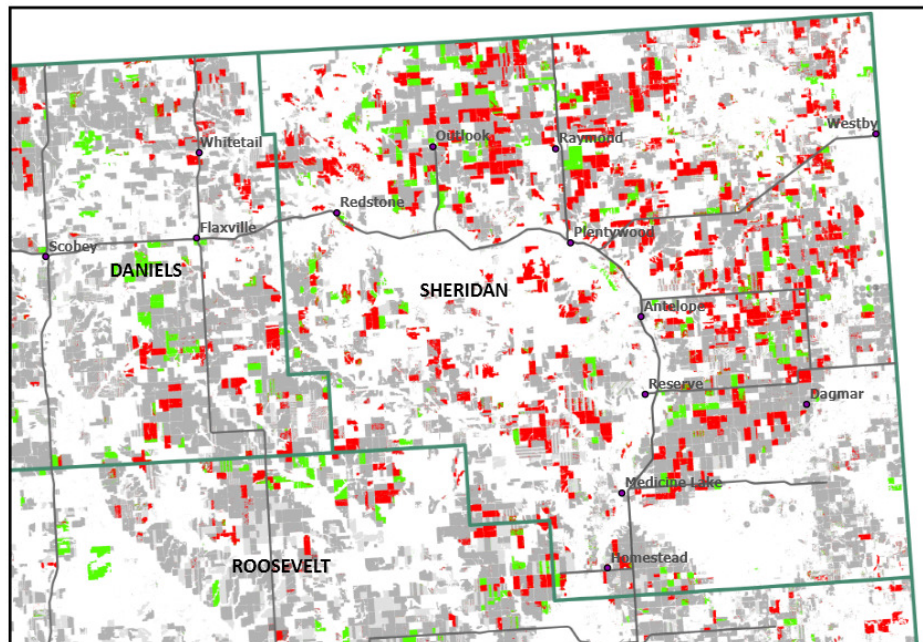 Whitetail
Outlook
Raymond
Westby
Redstone
Scobey
Flaxville
Plentywood
DANIELS
SHERIDAN
Antelope
Reserve
Dagmar
Medicine Lake
ROOSEVELT
Homestead